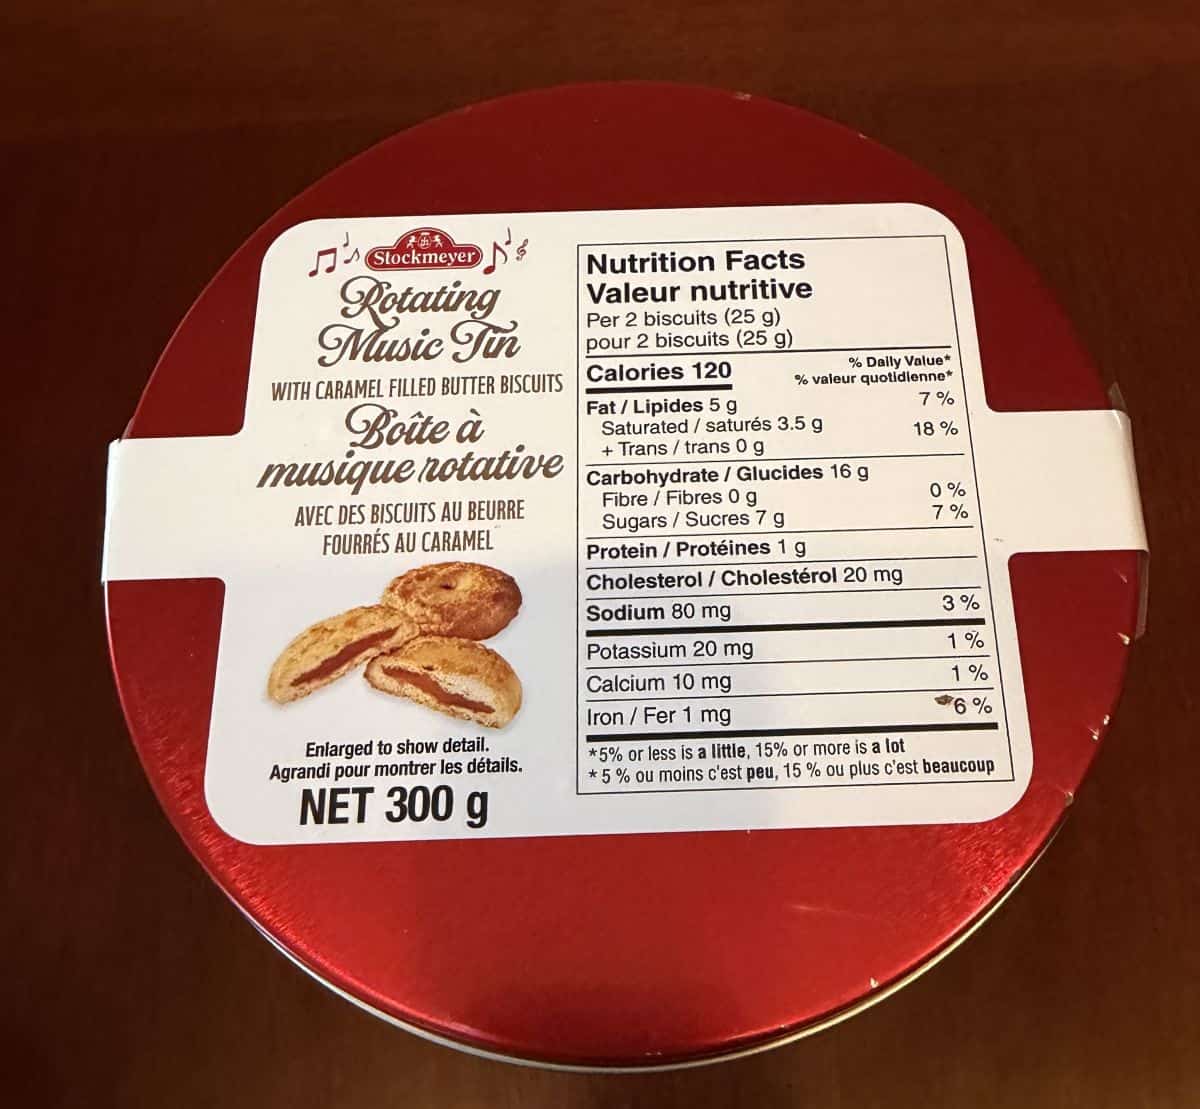 Stockmeyer
Rotating
Music Tin
WITH CARAMEL FILLED BUTTER BISCUITS
Boîte à
musique rotative
AVEC DES BISCUITS AU BEURRE
FOURRÉS AU CARAMEL
Enlarged to show detail.
Agrandi pour montrer les détails.
NET 300 g
Nutrition Facts
Valeur nutritive
Per 2 biscuits (25 g)
pour 2 biscuits (25 g)
Calories 120
% Daily Value*
% valeur quotidienne*
Fat / Lipides 5 g 7 %
Saturated / saturés 3.5 g 18 %
+ Trans / trans 0 g
Carbohydrate / Glucides 16 g
Fibre / Fibres 0 g 0 %
Sugars / Sucres 7 g 7 %
Protein / Protéines 1 g
Cholesterol / Cholestérol 20 mg
Sodium 80 mg 3 %
Potassium 20 mg 1 %
Calcium 10 mg 1 %
Iron / Fer 1 mg 6 %
*5% or less is a little, 15% or more is a lot
* 5 % ou moins c'est peu, 15 % ou plus c'est beaucoup